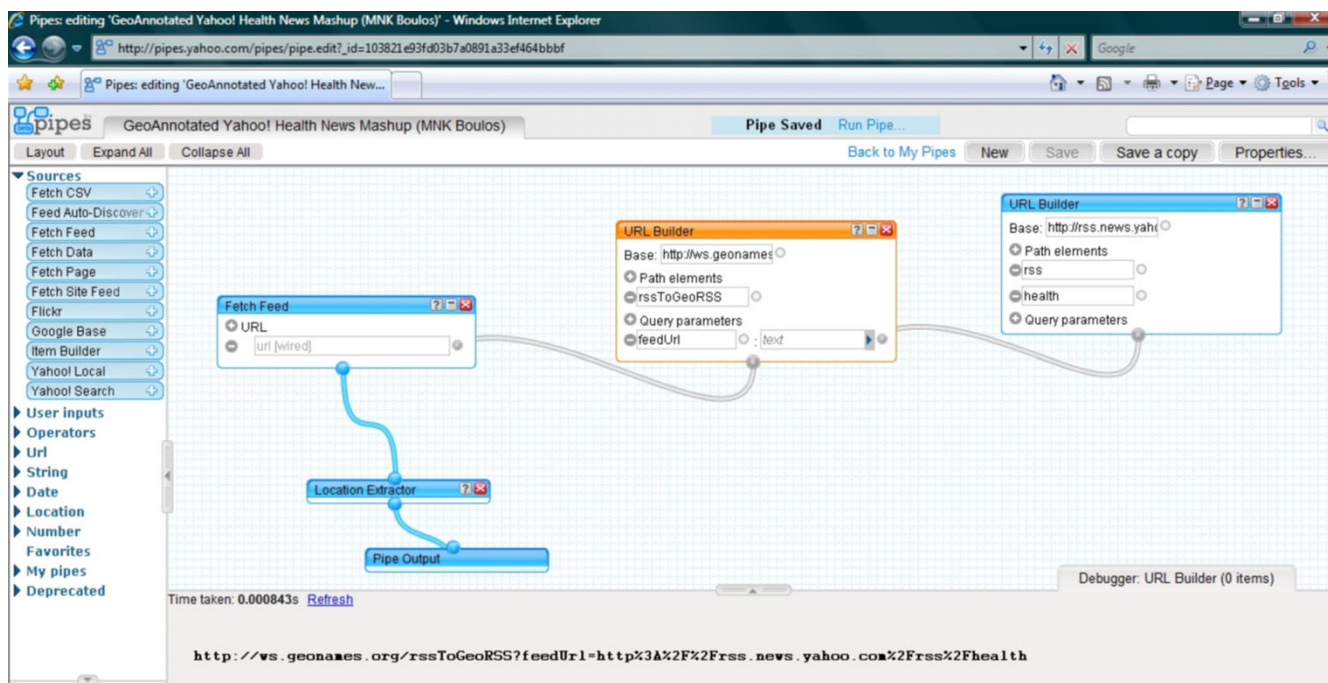 Pipes: editing 'GeoAnnotated Yahoo! Health News Mashup (MNK Boulos)' - Windows Internet Explorer
http://pipes.yahoo.com/pipes/pipe.edit?_id=103821e93fd03b7a0891a33ef464bbbf
Google
Pipes: editing 'GeoAnnotated Yahoo! Health New...
Page Tools
pipes beta
GeoAnnotated Yahoo! Health News Mashup (MNK Boulos)
Pipe Saved Run Pipe...
Layout Expand All Collapse All
Back to My Pipes New Save Save a copy Properties...
Sources
Fetch CSV
Feed Auto-Discover
Fetch Feed
Fetch Data
Fetch Page
Fetch Site Feed
Flickr
Google Base
Item Builder
Yahoo! Local
Yahoo! Search
User inputs
Operators
Url
String
Date
Location
Number
Favorites
My pipes
Deprecated
Fetch Feed
URL
url [wired]
Location Extractor
Pipe Output
URL Builder
Base: http://ws.geonames
Path elements
rssToGeoRSS
Query parameters
feedUrl : text
URL Builder
Base: http://rss.news.yah
Path elements
rss
health
Query parameters
Debugger: URL Builder (0 items)
Time taken: 0.000843s Refresh
http://ws.geonames.org/rssToGeoRSS?feedUrl=http%3A%2F%2Frss.news.yahoo.com%2Frss%2Fhealth